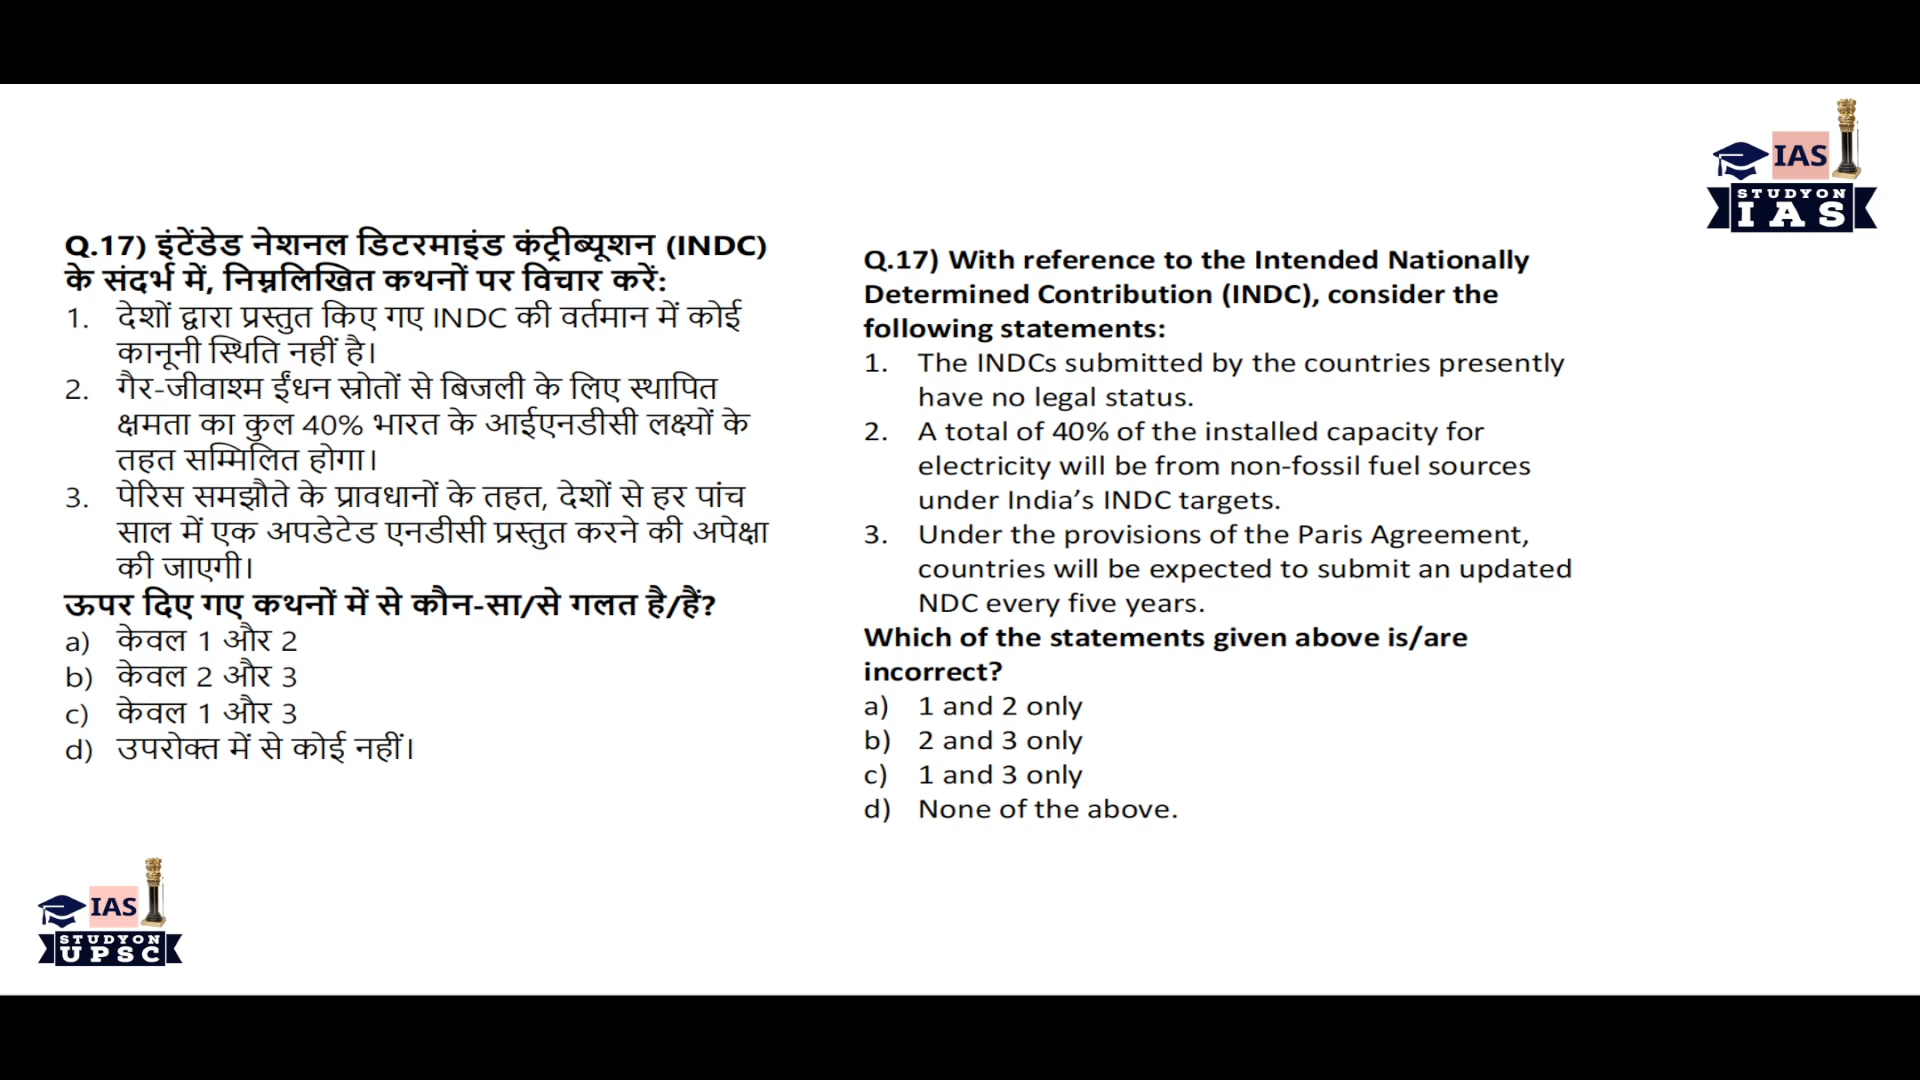 Q.17) इंटेंडेड नेशनल डिटरमाइंड कंट्रीब्यूशन (INDC)
के संदर्भ में, निम्नलिखित कथनों पर विचार करें:
1. देशों द्वारा प्रस्तुत किए गए INDC की वर्तमान में कोई
कानूनी स्थिति नहीं है।
2. गैर-जीवाश्म ईंधन स्रोतों से बिजली के लिए स्थापित
क्षमता का कुल 40% भारत के आईएनडीसी लक्ष्यों के
तहत सम्मिलित होगा।
3. पेरिस समझौते के प्रावधानों के तहत, देशों से हर पांच
साल में एक अपडेटेड एनडीसी प्रस्तुत करने की अपेक्षा
की जाएगी।
ऊपर दिए गए कथनों में से कौन-सा/से गलत है/हैं?
a) केवल 1 और 2
b) केवल 2 और 3
c) केवल 1 और 3
d) उपरोक्त में से कोई नहीं।
Q.17) With reference to the Intended Nationally
Determined Contribution (INDC), consider the
following statements:
1. The INDCs submitted by the countries presently
have no legal status.
2. A total of 40% of the installed capacity for
electricity will be from non-fossil fuel sources
under India’s INDC targets.
3. Under the provisions of the Paris Agreement,
countries will be expected to submit an updated
NDC every five years.
Which of the statements given above is/are
incorrect?
a) 1 and 2 only
b) 2 and 3 only
c) 1 and 3 only
d) None of the above.
IAS
STUDYON
IAS
IAS
STUDYON
UPSC